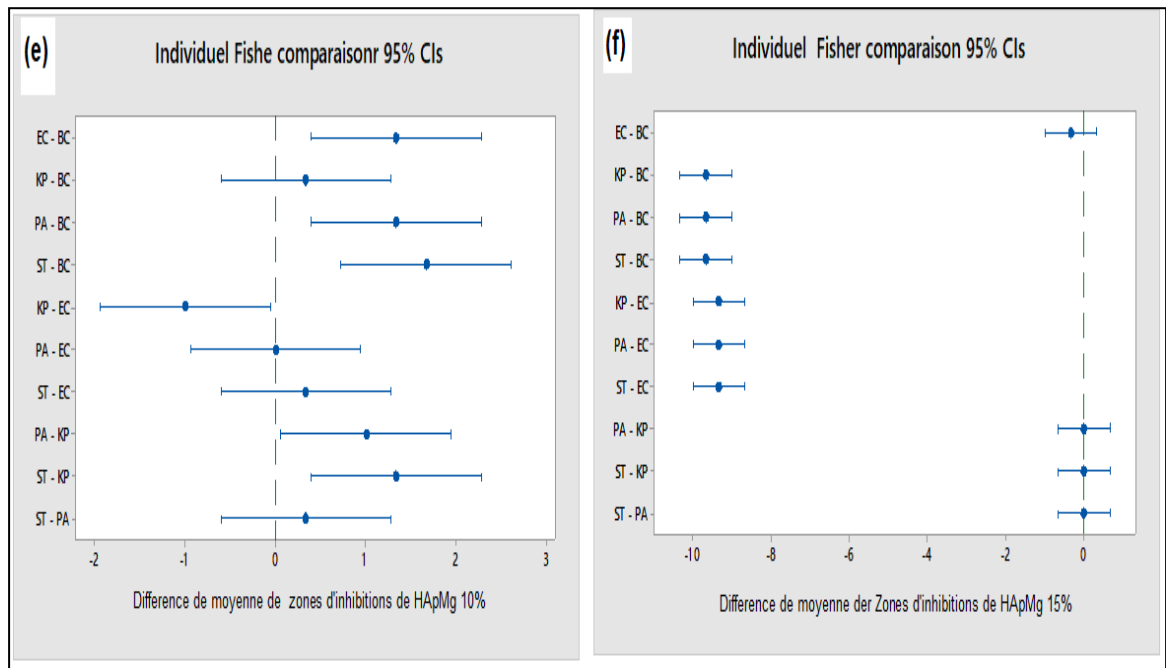 (e)
Individuel Fishe comparaisonr 95% CIs
EC - BC
KP - BC
PA - BC
ST - BC
KP - EC
PA - EC
ST - EC
PA - KP
ST - KP
ST - PA
-2 -1 0 1 2 3
Difference de moyenne de zones d'inhibitions de HApMg 10%
(f)
Individuel Fisher comparaison 95% CIs
EC - BC
KP - BC
PA - BC
ST - BC
KP - EC
PA - EC
ST - EC
PA - KP
ST - KP
ST - PA
-10 -8 -6 -4 -2 0
Difference de moyenne der Zones d'inhibitions de HApMg 15%